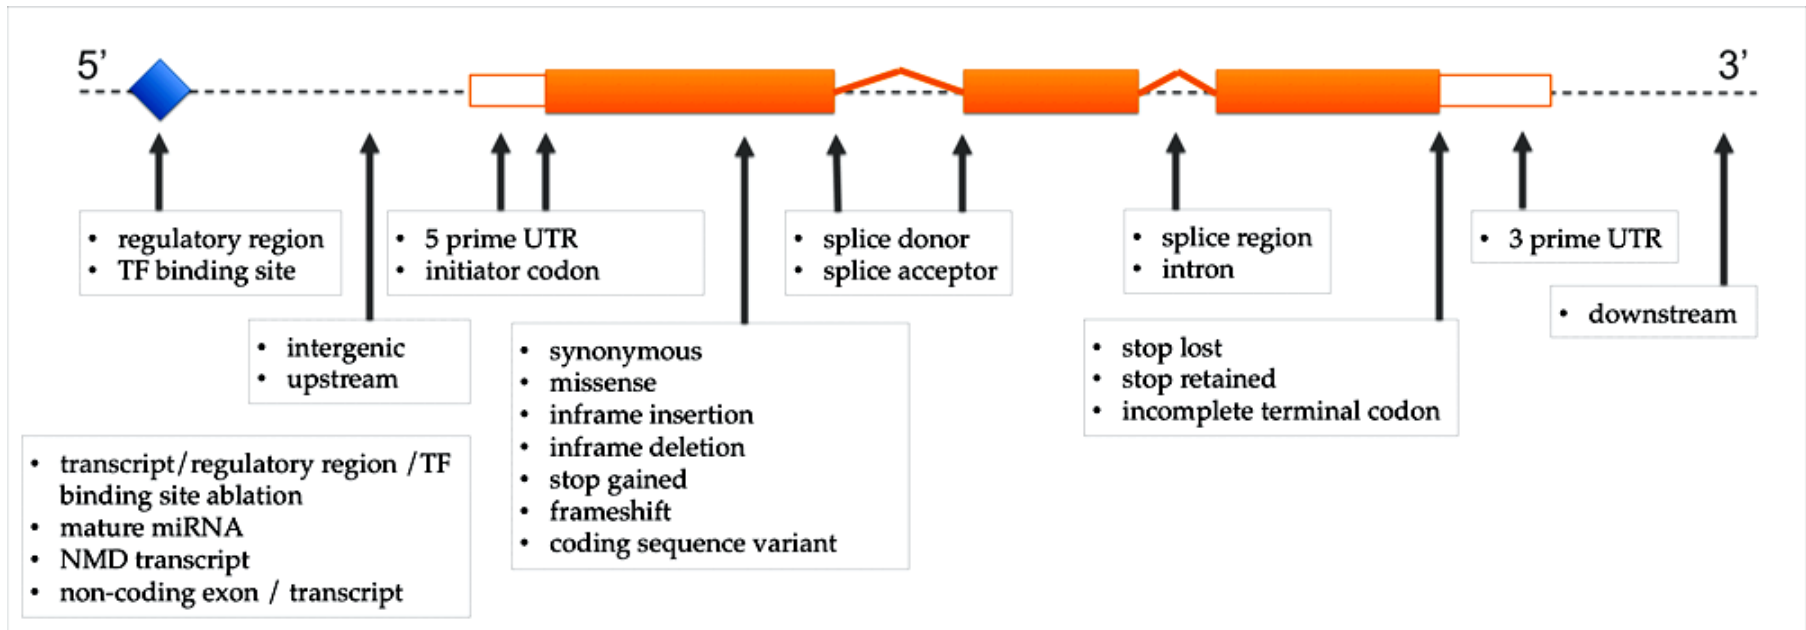 5’
3’
• regulatory region
• TF binding site
• 5 prime UTR
• initiator codon
• splice donor
• splice acceptor
• splice region
• intron
• 3 prime UTR
• intergenic
• upstream
• synonymous
• missense
• inframe insertion
• inframe deletion
• stop gained
• frameshift
• coding sequence variant
• stop lost
• stop retained
• incomplete terminal codon
• downstream
• transcript/regulatory region /TF
binding site ablation
• mature miRNA
• NMD transcript
• non-coding exon / transcript